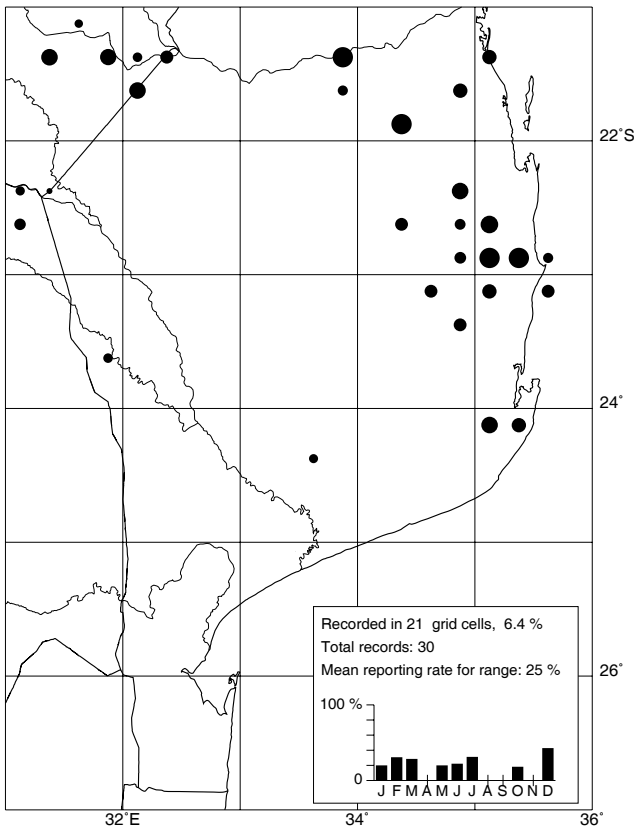 22˚S
24˚
Recorded in 21 grid cells, 6.4 %
Total records: 30
Mean reporting rate for range: 25 %
26˚
100 %
0
J F M A M J J A S O N D
32˚E
34˚
36˚